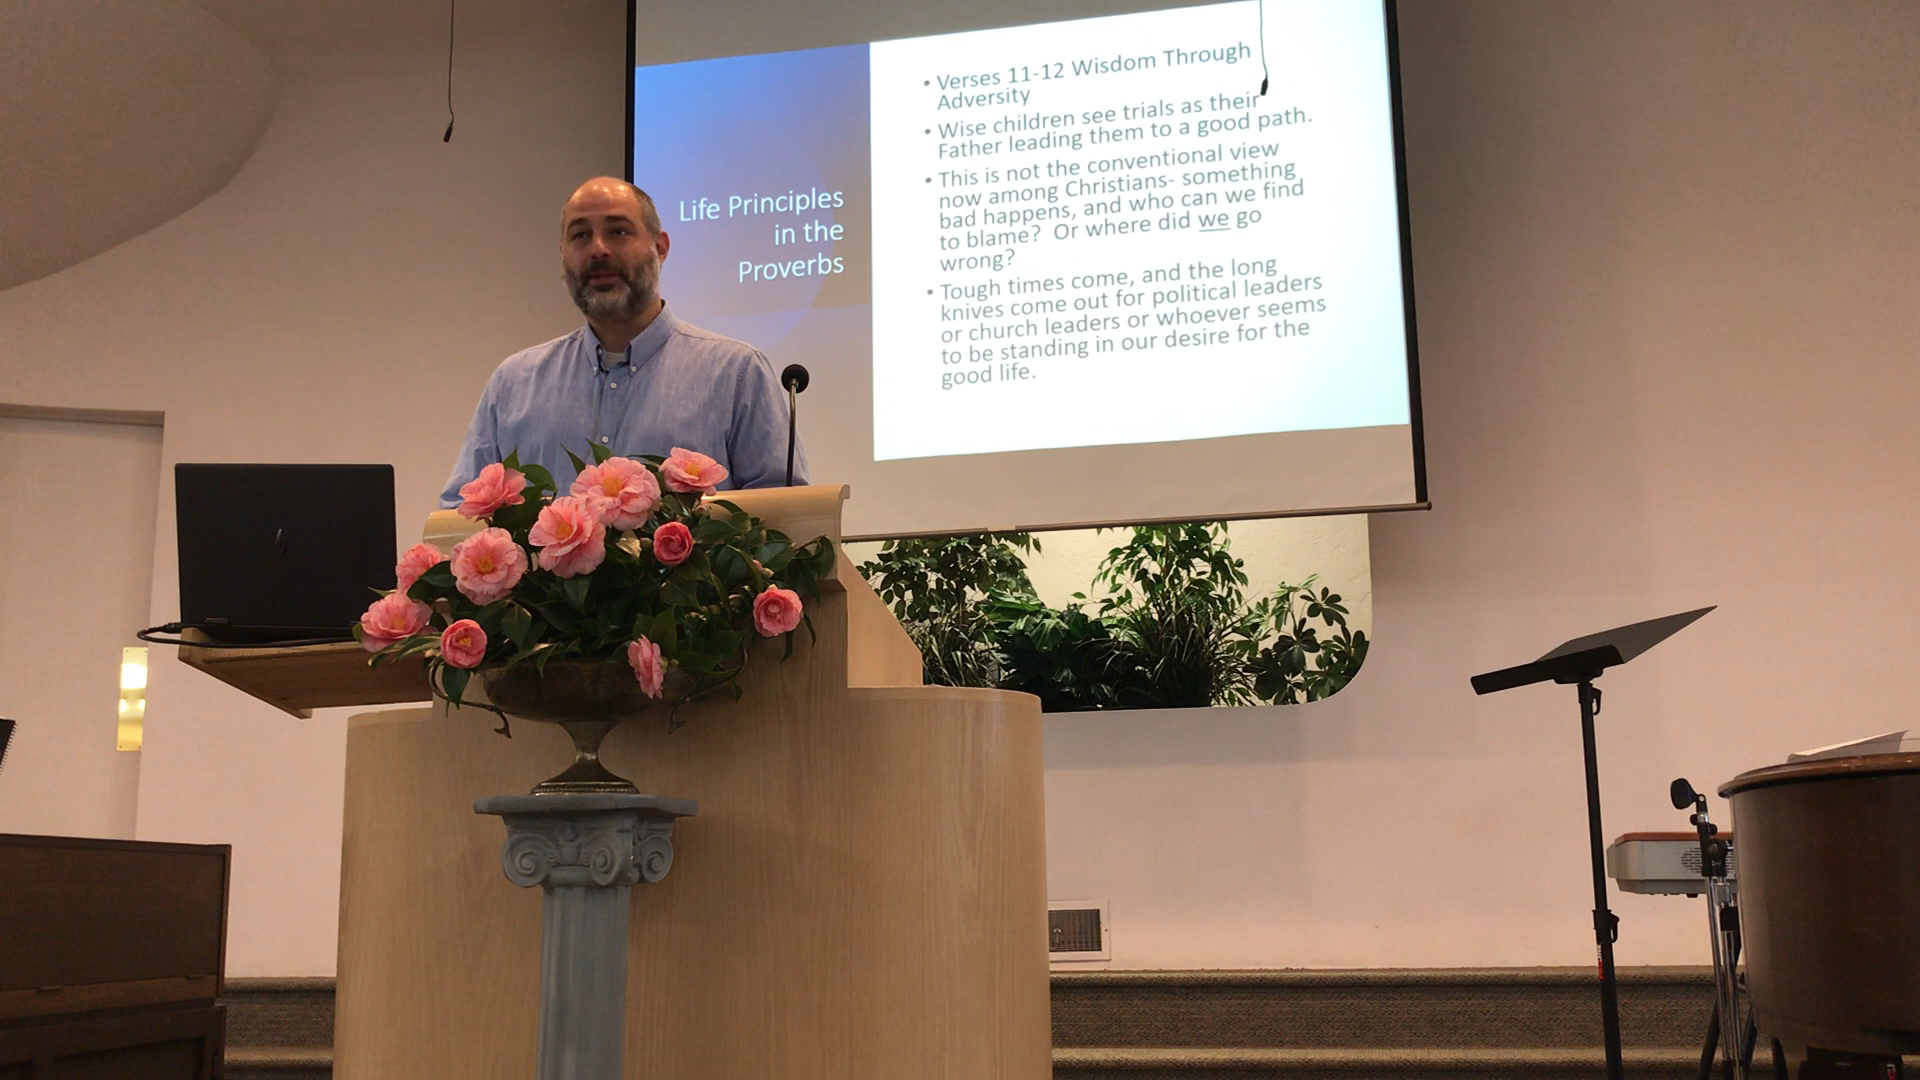 Life Principles
in the
Proverbs
• Verses 11-12 Wisdom Through
Adversity
• Wise children see trials as their
Father leading them to a good path.
• This is not the conventional view
now among Christians- something
bad happens, and who can we find
to blame? Or where did we go
wrong?
• Tough times come, and the long
knives come out for political leaders
or church leaders or whoever seems
to be standing in our desire for the
good life.